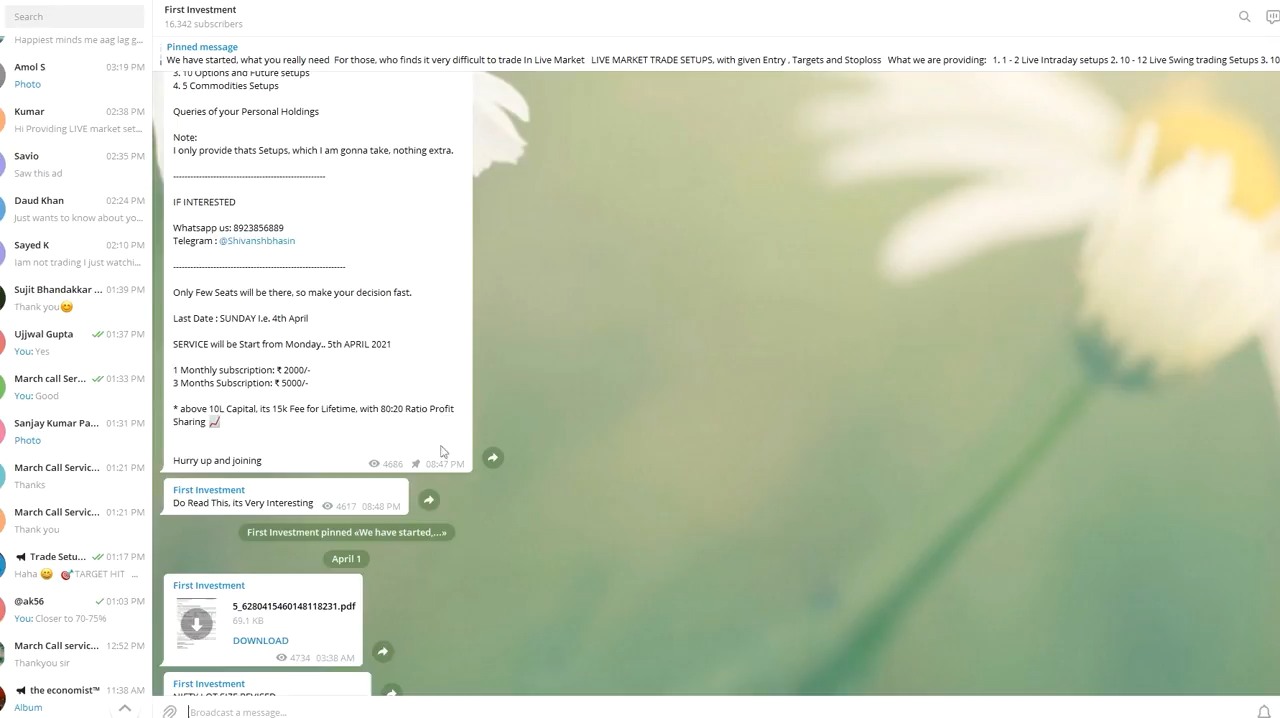 Search
Happiest minds me aag lag g...
Amol S 03:19 PM
Photo
Kumar 02:38 PM
Hi Providing LIVE market set...
Savio 02:35 PM
Saw this ad
Daud Khan 02:24 PM
Just wants to know about yo...
Sayed K 02:10 PM
Iam not trading I just watchi...
Sujit Bhandakkar ... 01:39 PM
Thank you😊
Ujjwal Gupta 01:37 PM
You: Yes
March call Ser... 01:33 PM
You: Good
Sanjay Kumar Pa... 01:31 PM
Photo
March Call Servic... 01:21 PM
Thanks
March Call Servic... 01:21 PM
Thank you
Trade Setu... 01:17 PM
Haha 😄 🎯TARGET HIT ...
@ak56 01:03 PM
You: Closer to 70-75%
March Call servic... 12:52 PM
Thankyou sir
the economist™ 11:38 AM
Album
First Investment
16,342 subscribers
Pinned message
We have started, what you really need For those, who finds it very difficult to trade In Live Market LIVE MARKET TRADE SETUPS, with given Entry , Targets and Stoploss What we are providing: 1. 1 - 2 Live Intraday setups 2. 10 - 12 Live Swing trading Setups 3. 10
3. 10 Options and Future setups
4. 5 Commodities Setups
Queries of your Personal Holdings
Note:
I only provide thats Setups, which I am gonna take, nothing extra.
-----------------------------------------------------
IF INTERESTED
Whatsapp us: 8923856889
Telegram : @Shivanshbhasin
------------------------------------------------------------
Only Few Seats will be there, so make your decision fast.
Last Date : SUNDAY I.e. 4th April
SERVICE will be Start from Monday.. 5th APRIL 2021
1 Monthly subscription: ₹ 2000/-
3 Months Subscription: ₹ 5000/-
* above 10L Capital, its 15k Fee for Lifetime, with 80:20 Ratio Profit
Sharing 📈
Hurry up and joining
4686 08:47 PM
First Investment
Do Read This, its Very Interesting 4617 08:48 PM
First Investment pinned «We have started,...»
April 1
First Investment
5_6280415460148118231.pdf
69.1 KB
DOWNLOAD
4734 03:38 AM
First Investment
NIFTY LOT SIZE REVISED
Broadcast a message...